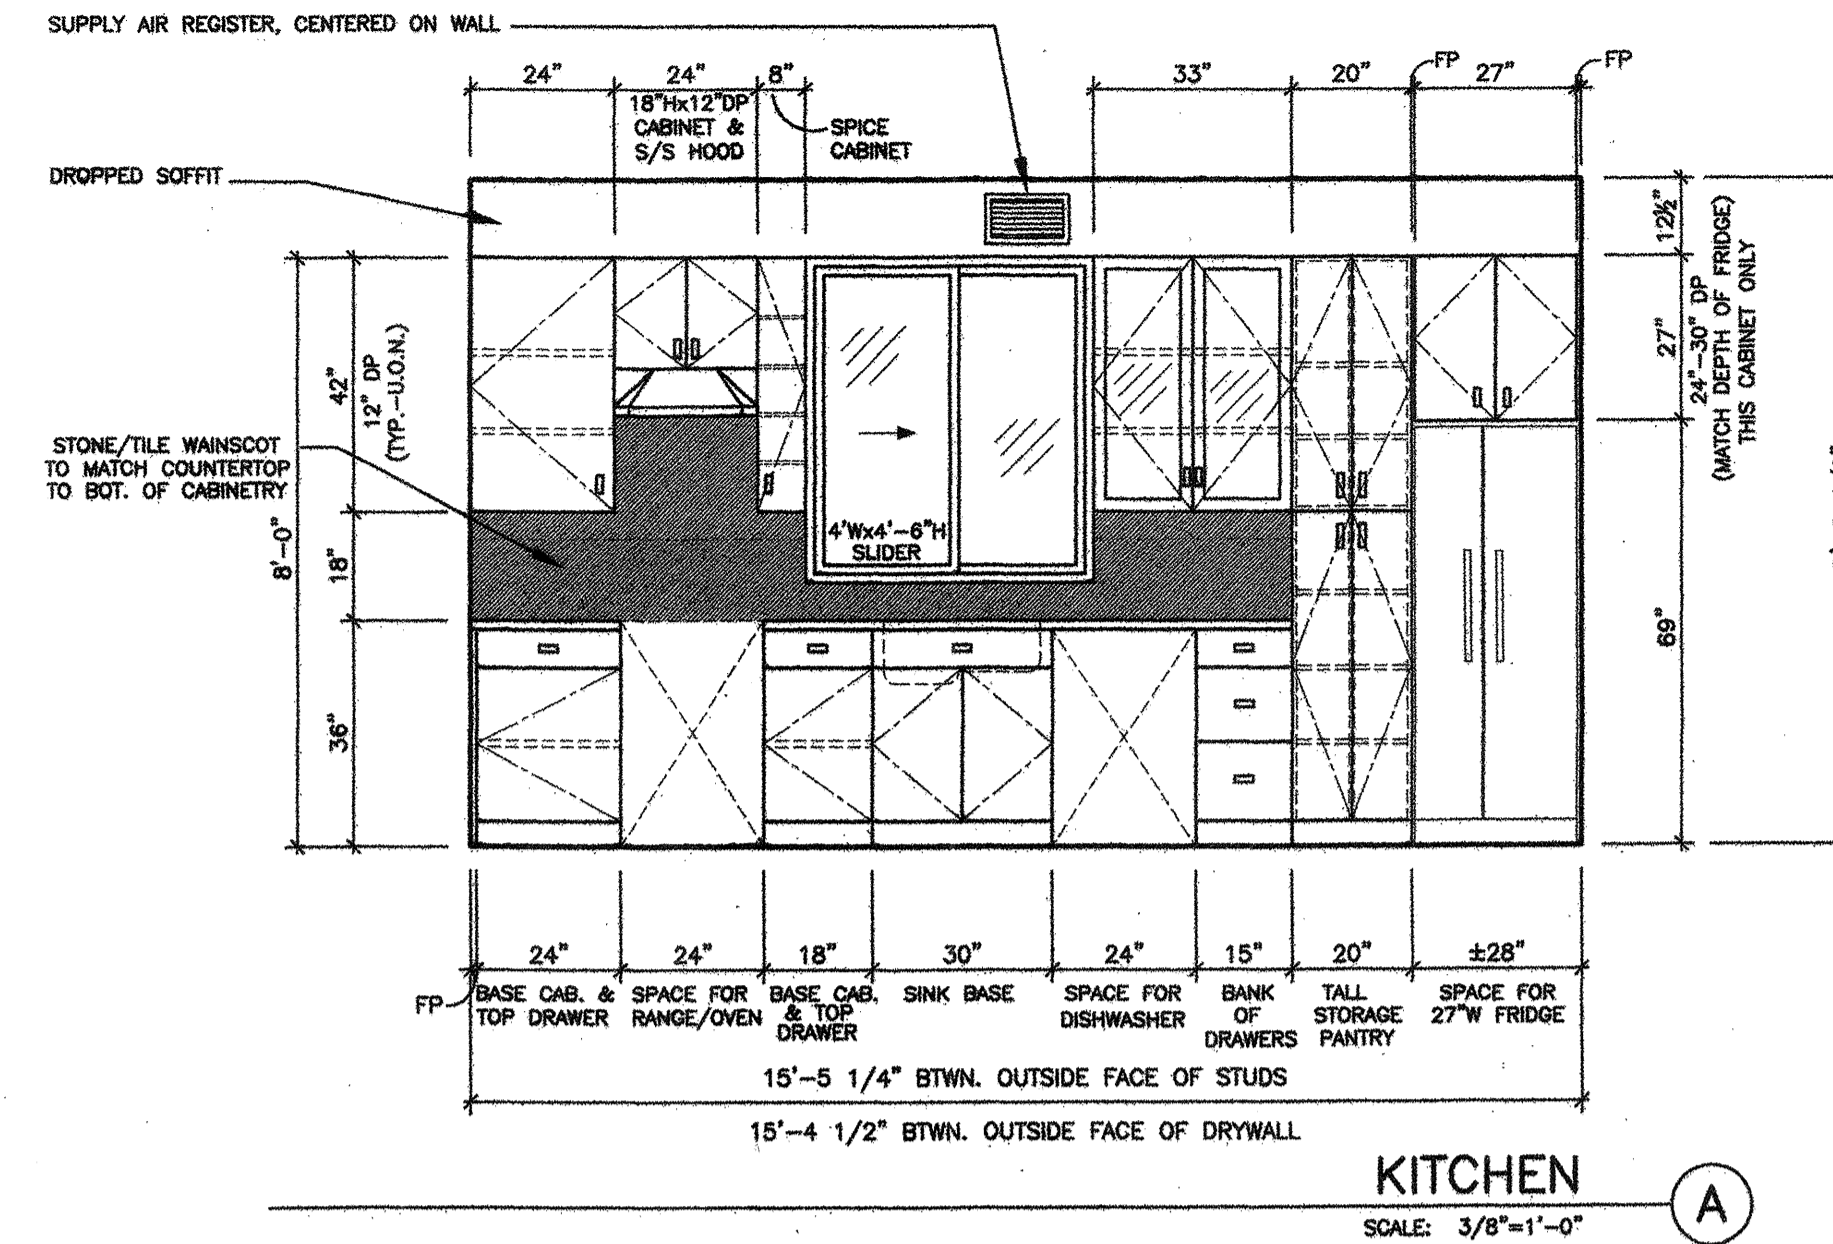 SUPPLY AIR REGISTER, CENTERED ON WALL
24" 24" 8" 33" 20" FP 27" FP
18"Hx12"DP
CABINET &
S/S HOOD
SPICE
CABINET
DROPPED SOFFIT
12½"
27"
24"-30" DP
(MATCH DEPTH OF FRIDGE)
THIS CABINET ONLY
69"
42"
12" DP
(TYP.-U.O.N.)
STONE/TILE WAINSCOT
TO MATCH COUNTERTOP
TO BOT. OF CABINETRY
8'-0"
18"
36"
4'Wx4'-6"H
SLIDER
24" 24" 18" 30" 24" 15" 20" ±28"
FP
BASE CAB. &
TOP DRAWER
SPACE FOR
RANGE/OVEN
BASE CAB.
& TOP
DRAWER
SINK BASE
SPACE FOR
DISHWASHER
BANK
OF
DRAWERS
TALL
STORAGE
PANTRY
SPACE FOR
27"W FRIDGE
15'-5 1/4" BTWN. OUTSIDE FACE OF STUDS
15'-4 1/2" BTWN. OUTSIDE FACE OF DRYWALL
KITCHEN
A
SCALE: 3/8"=1'-0"